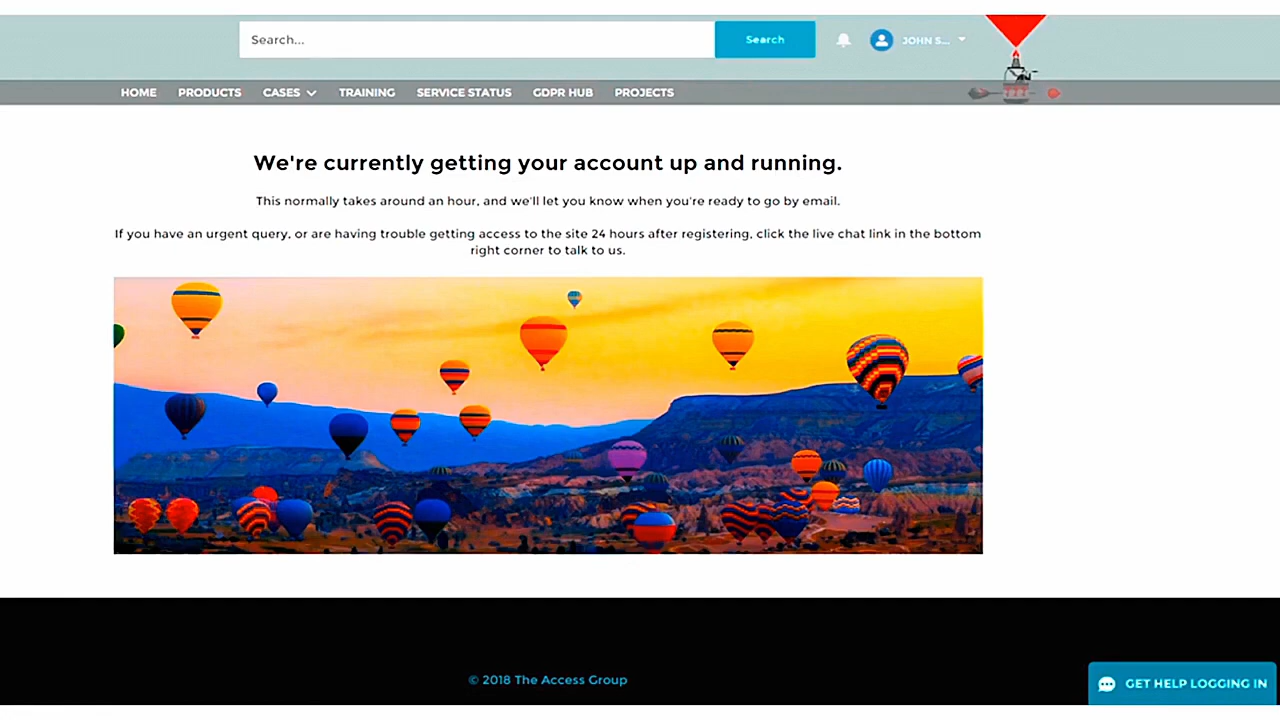 Search...
Search
JOHN S...
HOME PRODUCTS CASES TRAINING SERVICE STATUS GDPR HUB PROJECTS
We're currently getting your account up and running.
This normally takes around an hour, and we'll let you know when you're ready to go by email.
If you have an urgent query, or are having trouble getting access to the site 24 hours after registering, click the live chat link in the bottom
right corner to talk to us.
© 2018 The Access Group
GET HELP LOGGING IN